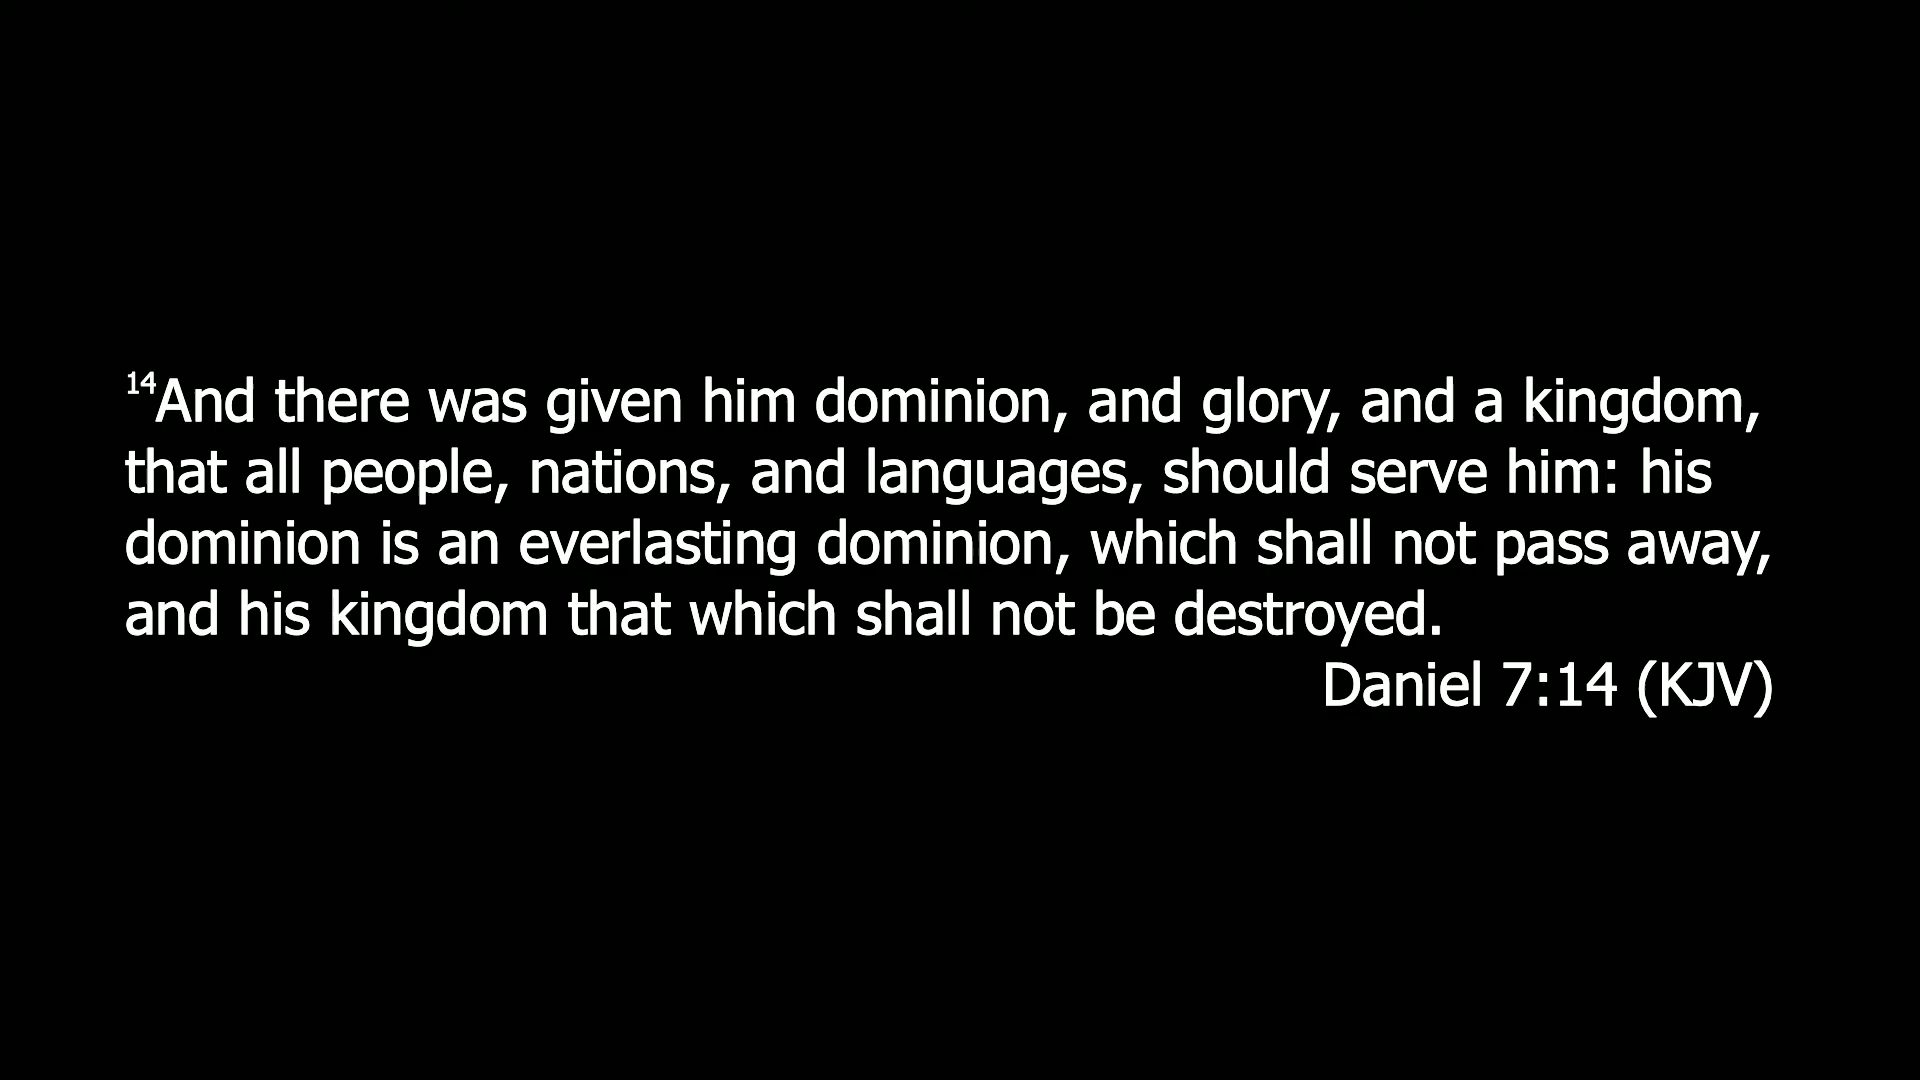 ¹⁴And there was given him dominion, and glory, and a kingdom,
that all people, nations, and languages, should serve him: his
dominion is an everlasting dominion, which shall not pass away,
and his kingdom that which shall not be destroyed.
Daniel 7:14 (KJV)